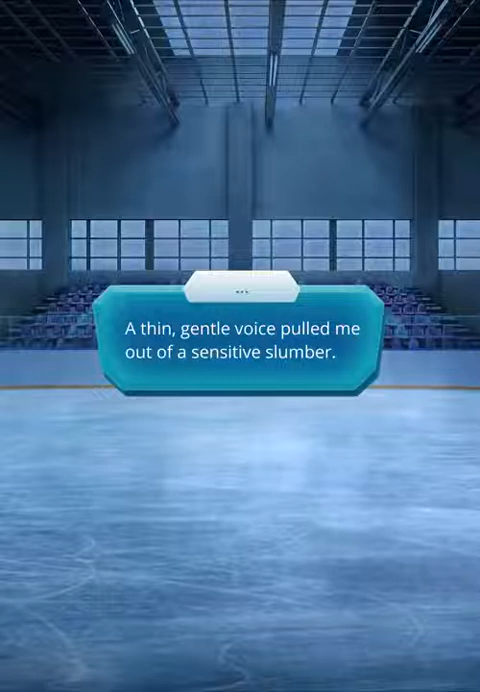 ...
A thin, gentle voice pulled me
out of a sensitive slumber.